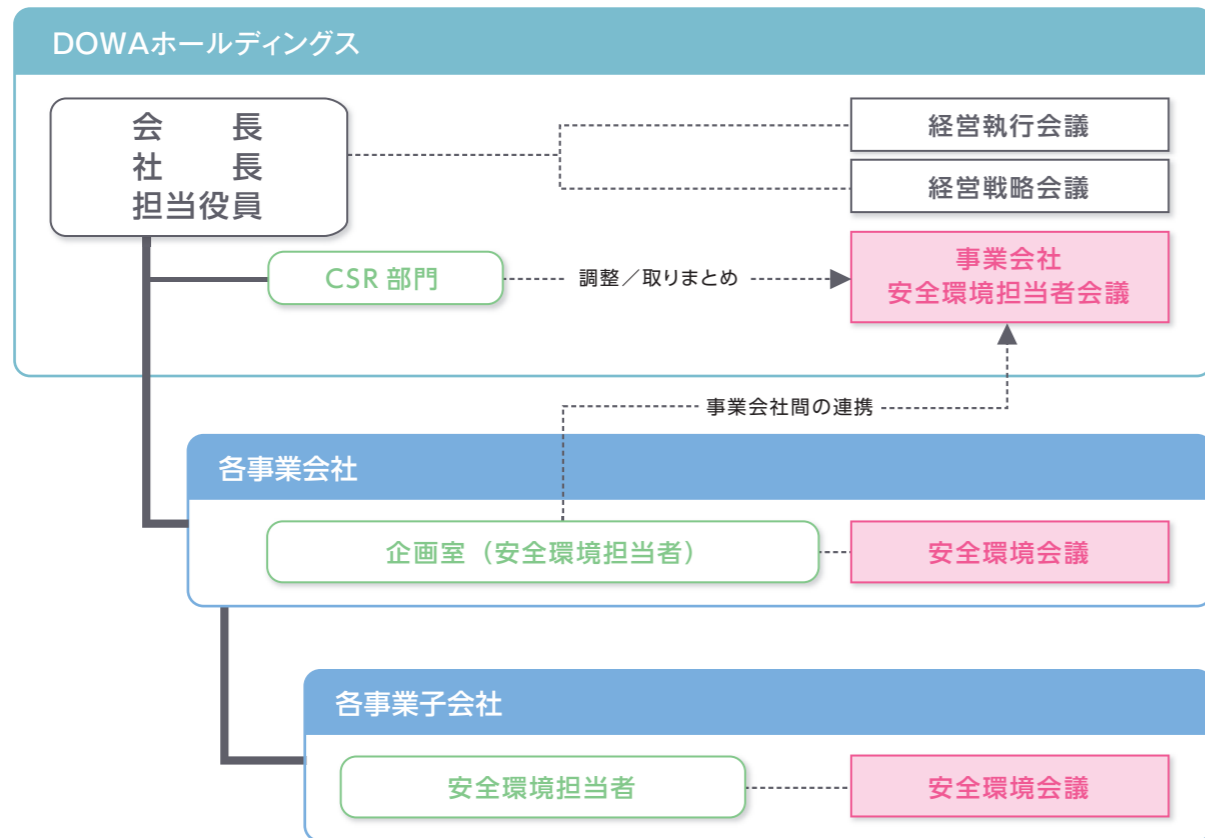 DOWAホールディングス
会　長
社　長
担当役員
経営執行会議
経営戦略会議
CSR 部門
調整／取りまとめ
事業会社
安全環境担当者会議
事業会社間の連携
各事業会社
企画室（安全環境担当者）
安全環境会議
各事業子会社
安全環境担当者
安全環境会議